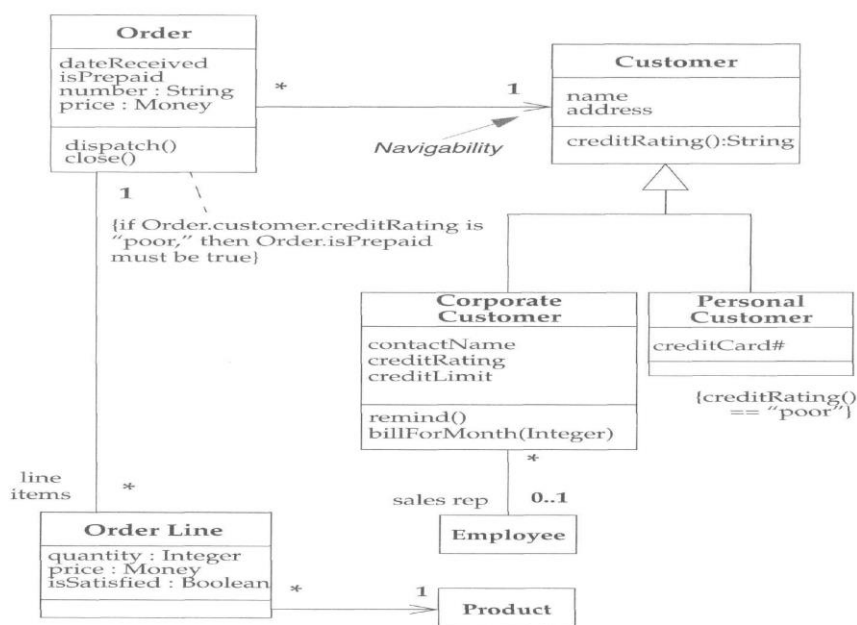 Order
dateReceived
isPrepaid
number : String
price : Money
dispatch()
close()
*
1
Navigability
Customer
name
address
creditRating():String
1
{if Order.customer.creditRating is
“poor,” then Order.isPrepaid
must be true}
Corporate
Customer
contactName
creditRating
creditLimit
remind()
billForMonth(Integer)
Personal
Customer
creditCard#
{creditRating()
== “poor”}
*
sales rep
0..1
Employee
line
items
*
Order Line
quantity : Integer
price : Money
isSatisfied : Boolean
*
1
Product